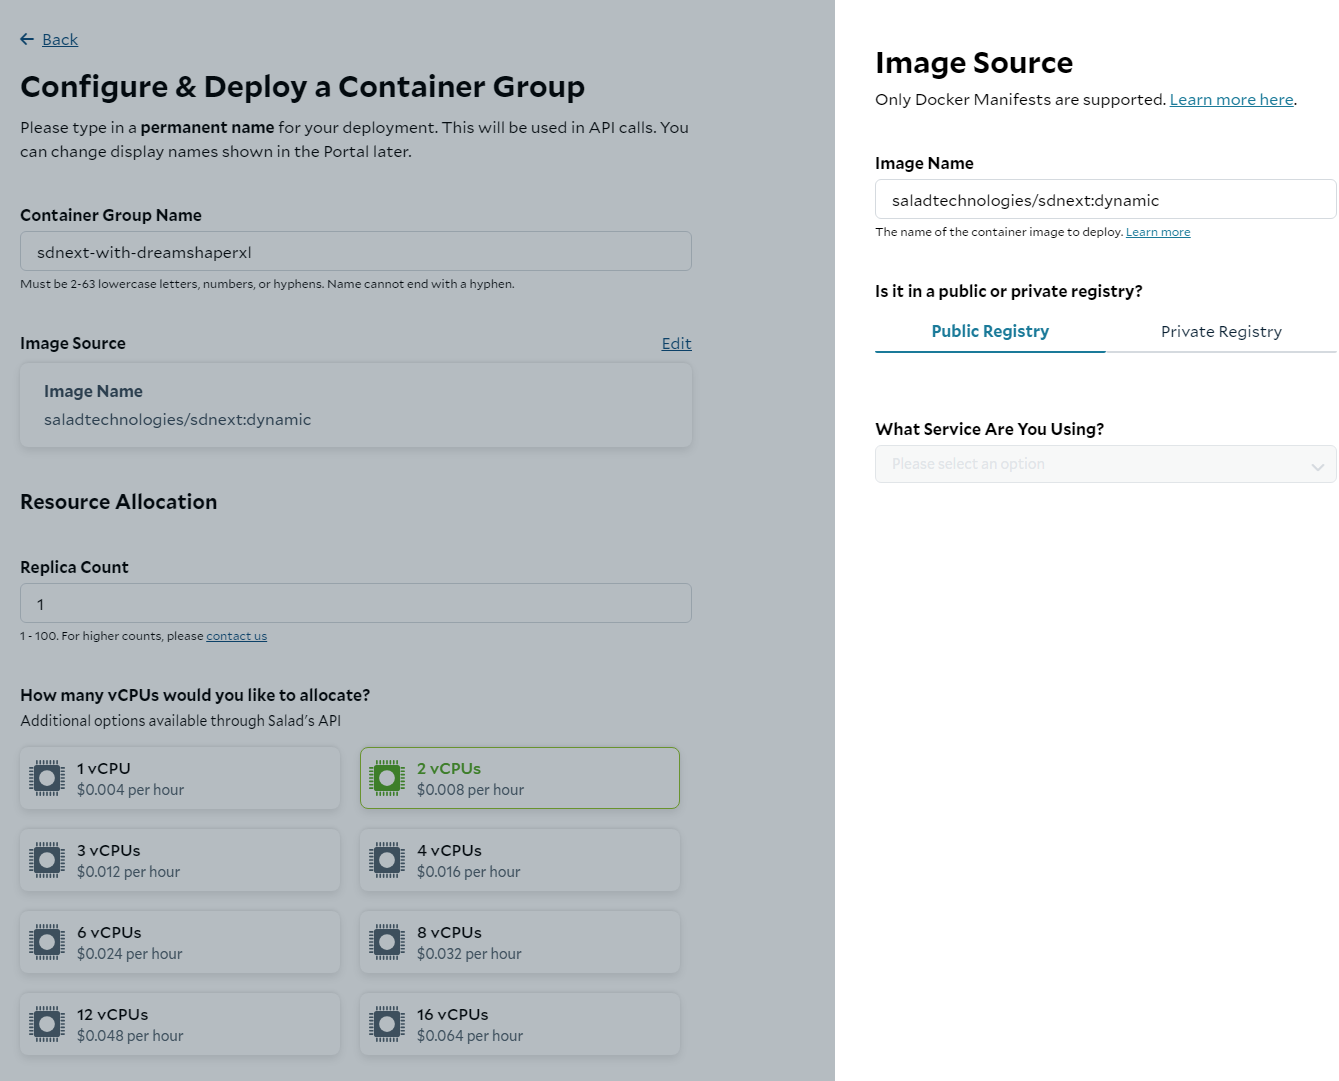 Back
Configure & Deploy a Container Group
Please type in a permanent name for your deployment. This will be used in API calls. You
can change display names shown in the Portal later.
Container Group Name
sdnext-with-dreamshaperxl
Must be 2-63 lowercase letters, numbers, or hyphens. Name cannot end with a hyphen.
Image Source
Edit
Image Name
saladtechnologies/sdnext:dynamic
Resource Allocation
Replica Count
1
1 - 100. For higher counts, please contact us
How many vCPUs would you like to allocate?
Additional options available through Salad's API
1 vCPU
$0.004 per hour
2 vCPUs
$0.008 per hour
3 vCPUs
$0.012 per hour
4 vCPUs
$0.016 per hour
6 vCPUs
$0.024 per hour
8 vCPUs
$0.032 per hour
12 vCPUs
$0.048 per hour
16 vCPUs
$0.064 per hour
Image Source
Only Docker Manifests are supported. Learn more here.
Image Name
saladtechnologies/sdnext:dynamic
The name of the container image to deploy. Learn more
Is it in a public or private registry?
Public Registry
Private Registry
What Service Are You Using?
Please select an option